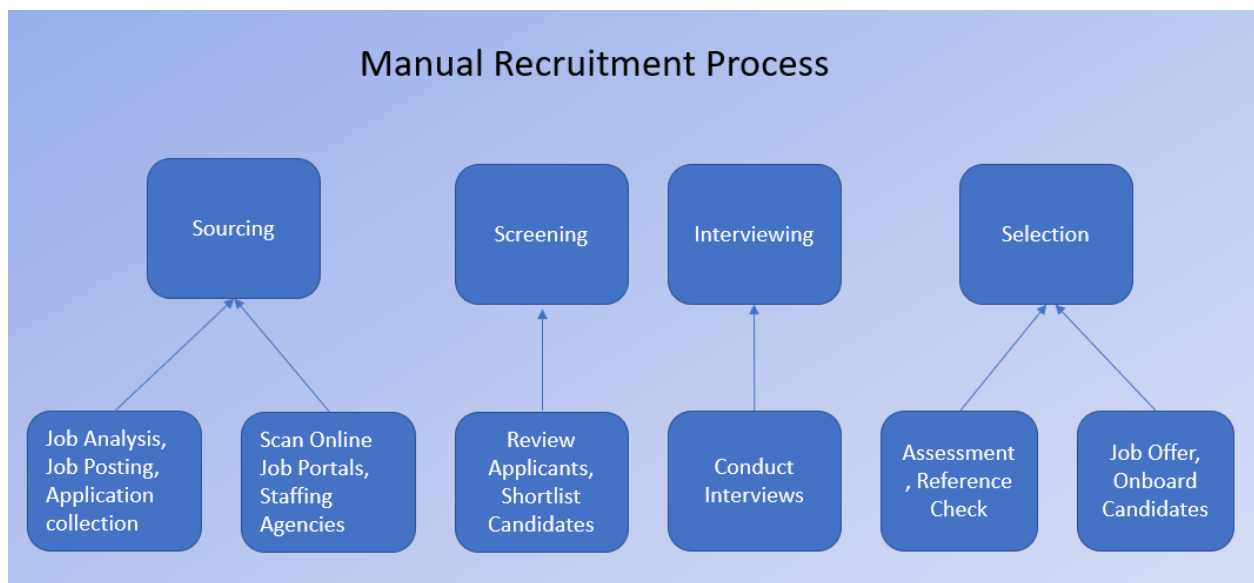 Manual Recruitment Process
Sourcing
Screening
Interviewing
Selection
Job Analysis,
Job Posting,
Application
collection
Scan Online
Job Portals,
Staffing
Agencies
Review
Applicants,
Shortlist
Candidates
Conduct
Interviews
Assessment
, Reference
Check
Job Offer,
Onboard
Candidates